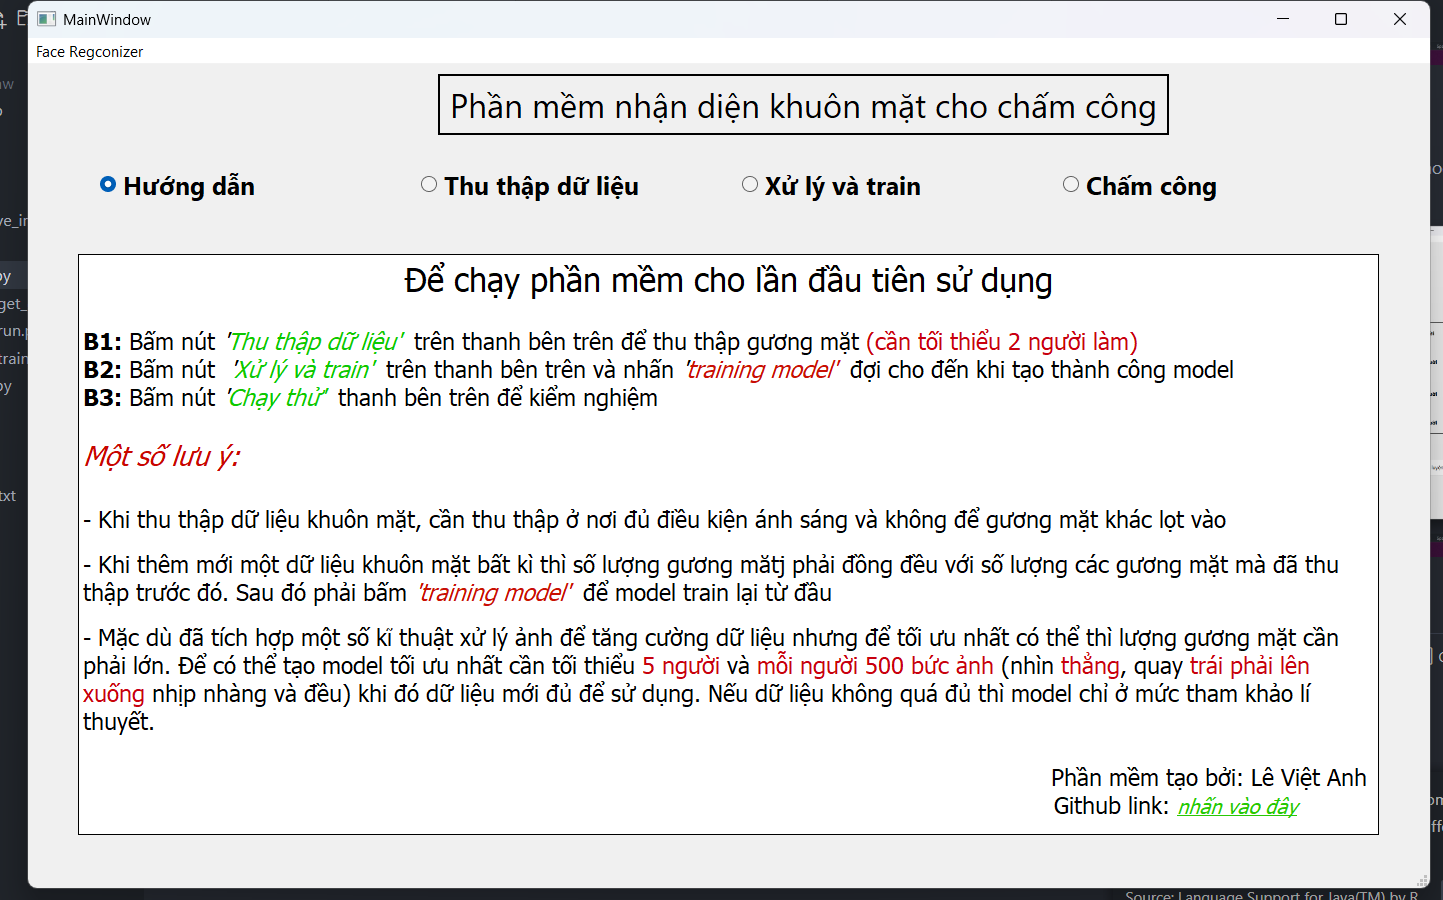 MainWindow
Face Regconizer
Phần mềm nhận diện khuôn mặt cho chấm công
Hướng dẫn
Thu thập dữ liệu
Xử lý và train
Chấm công
Để chạy phần mềm cho lần đầu tiên sử dụng
B1: Bấm nút 'Thu thập dữ liệu' trên thanh bên trên để thu thập gương mặt (cần tối thiểu 2 người làm)
B2: Bấm nút 'Xử lý và train' trên thanh bên trên và nhấn 'training model' đợi cho đến khi tạo thành công model
B3: Bấm nút 'Chạy thử' thanh bên trên để kiểm nghiệm
Một số lưu ý:
- Khi thu thập dữ liệu khuôn mặt, cần thu thập ở nơi đủ điều kiện ánh sáng và không để gương mặt khác lọt vào
- Khi thêm mới một dữ liệu khuôn mặt bất kì thì số lượng gương mătj phải đồng đều với số lượng các gương mặt mà đã thu
thập trước đó. Sau đó phải bấm 'training model' để model train lại từ đầu
- Mặc dù đã tích hợp một số kĩ thuật xử lý ảnh để tăng cường dữ liệu nhưng để tối ưu nhất có thể thì lượng gương mặt cần
phải lớn. Để có thể tạo model tối ưu nhất cần tối thiểu 5 người và mỗi người 500 bức ảnh (nhìn thẳng, quay trái phải lên
xuống nhịp nhàng và đều) khi đó dữ liệu mới đủ để sử dụng. Nếu dữ liệu không quá đủ thì model chỉ ở mức tham khảo lí
thuyết.
Phần mềm tạo bởi: Lê Việt Anh
Github link: nhấn vào đây
Source: Language Support for Java(TM) by R